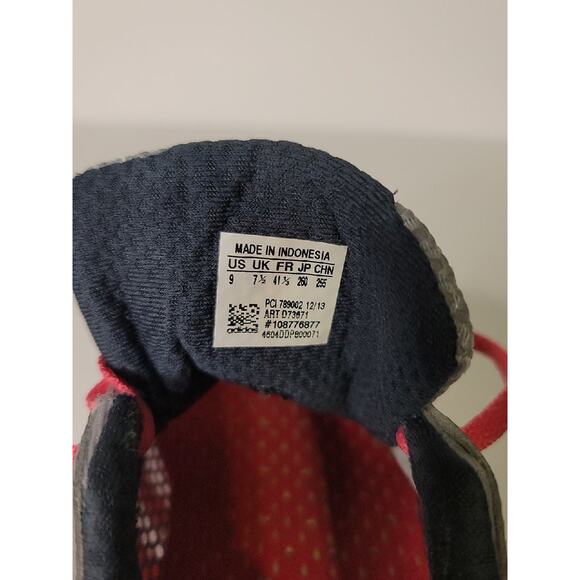 MADE IN INDONESIA
US UK FR JP CHN
9 7½ 41⅓ 260 255
PCI 789002 12/13
ART D73671
#108776877
adidas 4604DDP800071